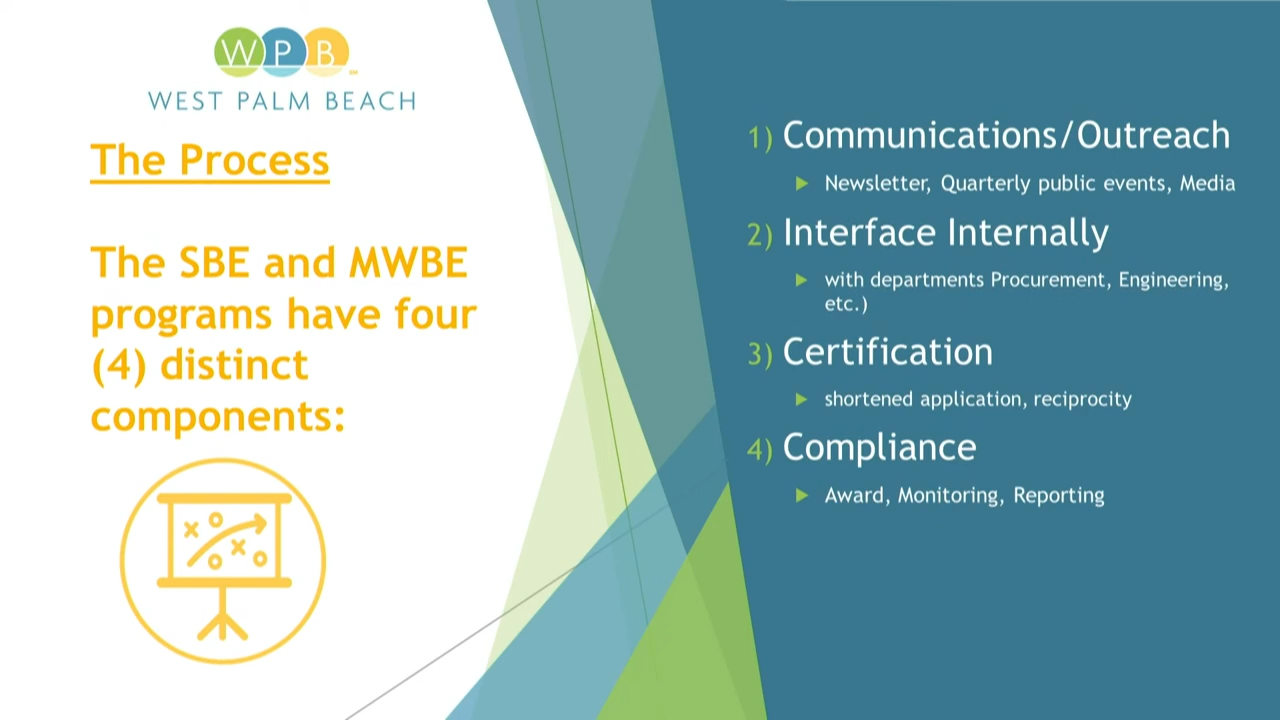 WPB
WEST PALM BEACH
The Process
The SBE and MWBE
programs have four
(4) distinct
components:
1) Communications/Outreach
Newsletter, Quarterly public events, Media
2) Interface Internally
with departments Procurement, Engineering,
etc.)
3) Certification
shortened application, reciprocity
4) Compliance
Award, Monitoring, Reporting